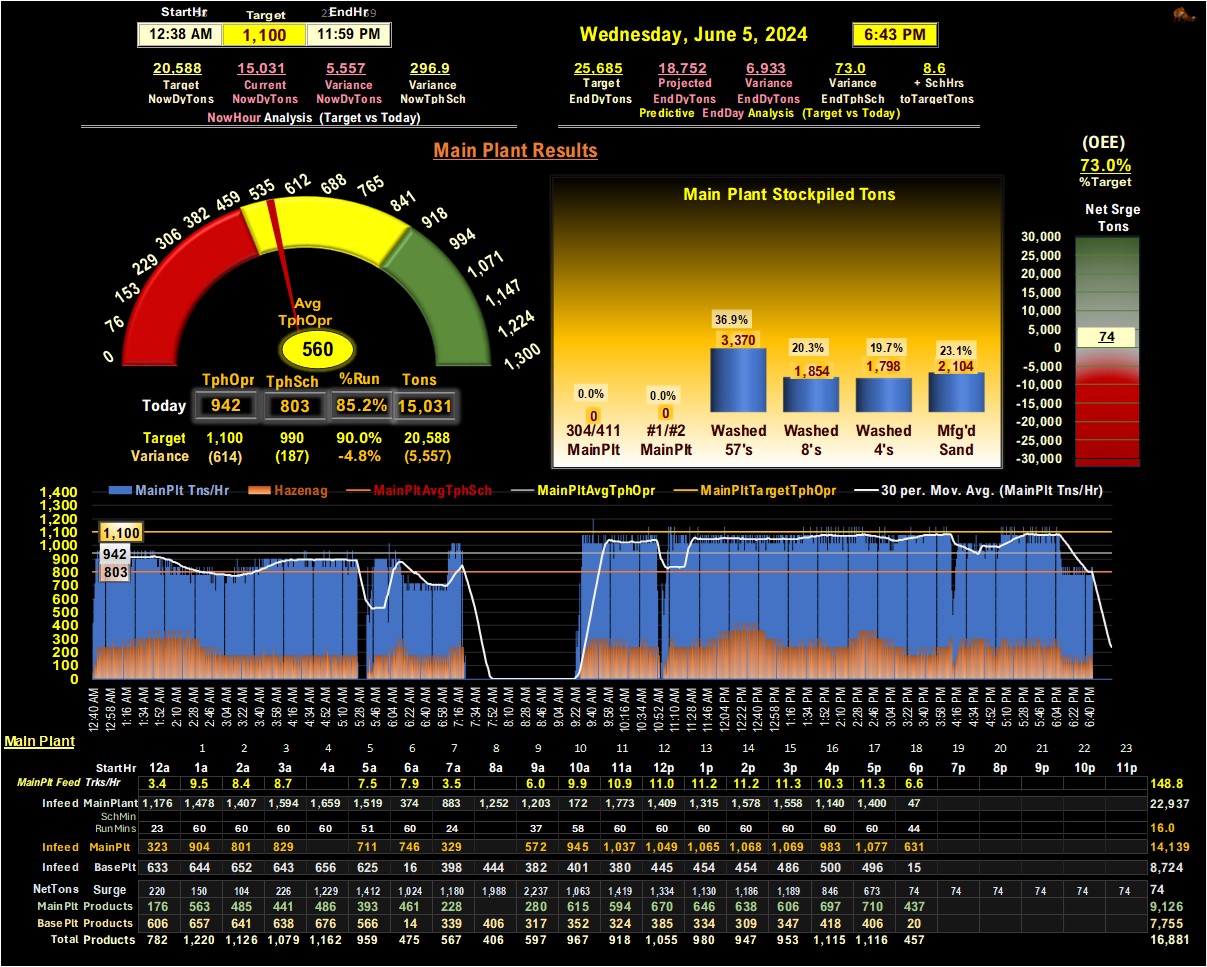 StartHr Target EndHr
12:38 AM 1,100 11:59 PM
Wednesday, June 5, 2024 6:43 PM
20,588 15,031 5,557 296.9
Target Current Variance Variance
NowDyTons NowDyTons NowDyTons NowTphSch
NowHour Analysis (Target vs Today)
25,685 18,752 6,933 73.0 8.6
Target Projected Variance Variance + SchHrs
EndDyTons EndDyTons EndDyTons EndTphSch toTargetTons
Predictive EndDay Analysis (Target vs Today)
Main Plant Results
(OEE)
73.0%
%Target
0 76 153 229 306 382 459 535 612 688 765 841 918 994 1,071 1,147 1,224 1,300
Avg
TphOpr
560
TphOpr TphSch %Run Tons
Today 942 803 85.2% 15,031
Target 1,100 990 90.0% 20,588
Variance (614) (187) -4.8% (5,557)
Main Plant Stockpiled Tons
0.0% 0.0% 36.9% 20.3% 19.7% 23.1%
0 0 3,370 1,854 1,798 2,104
304/411 #1/#2 Washed Washed Washed Mfg'd
MainPlt MainPlt 57's 8's 4's Sand
Net Srge
Tons
30,000
25,000
20,000
15,000
10,000
5,000
74
0
-5,000
-10,000
-15,000
-20,000
-25,000
-30,000
MainPlt Tns/Hr Hazenag MainPltAvgTphSch MainPltAvgTphOpr MainPltTargetTphOpr 30 per. Mov. Avg. (MainPlt Tns/Hr)
1,400
1,300
1,200
1,100
1,000
900
800
700
600
500
400
300
200
100
0
1,100
942
803
12:40 AM 12:58 AM 1:16 AM 1:34 AM 1:52 AM 2:10 AM 2:28 AM 2:46 AM 3:04 AM 3:22 AM 3:40 AM 3:58 AM 4:16 AM 4:34 AM 4:52 AM 5:10 AM 5:28 AM 5:46 AM 6:04 AM 6:22 AM 6:40 AM 6:58 AM 7:16 AM 7:34 AM 7:52 AM 8:10 AM 8:28 AM 8:46 AM 9:04 AM 9:22 AM 9:40 AM 9:58 AM 10:16 AM 10:34 AM 10:52 AM 11:10 AM 11:28 AM 11:46 AM 12:04 PM 12:22 PM 12:40 PM 12:58 PM 1:16 PM 1:34 PM 1:52 PM 2:10 PM 2:28 PM 2:46 PM 3:04 PM 3:22 PM 3:40 PM 3:58 PM 4:16 PM 4:34 PM 4:52 PM 5:10 PM 5:28 PM 5:46 PM 6:04 PM 6:22 PM 6:40 PM
Main Plant
1 2 3 4 5 6 7 8 9 10 11 12 13 14 15 16 17 18 19 20 21 22 23
StartHr 12a 1a 2a 3a 4a 5a 6a 7a 8a 9a 10a 11a 12p 1p 2p 3p 4p 5p 6p 7p 8p 9p 10p 11p
MainPlt Feed Trks/Hr 3.4 9.5 8.4 8.7 7.5 7.9 3.5 6.0 9.9 10.9 11.0 11.2 11.2 11.3 10.3 11.3 6.6 148.8
Infeed MainPlant 1,176 1,478 1,407 1,594 1,659 1,519 374 883 1,252 1,203 172 1,773 1,409 1,315 1,578 1,558 1,140 1,400 47 22,937
SchMin
RunMins 23 60 60 60 60 51 60 24 37 58 60 60 60 60 60 60 60 44 16.0
Infeed MainPlt 323 904 801 829 711 746 329 572 945 1,037 1,049 1,065 1,068 1,069 983 1,077 631 14,139
Infeed BasePlt 633 644 652 643 656 625 16 398 444 382 401 380 445 454 454 486 500 496 15 8,724
NetTons Surge 220 150 104 226 1,229 1,412 1,024 1,180 1,988 2,237 1,063 1,419 1,334 1,130 1,186 1,189 846 673 74 74 74 74 74 74 74
MainPlt Products 176 563 485 441 486 393 461 228 280 615 594 670 646 638 606 697 710 437 9,126
BasePlt Products 606 657 641 638 676 566 14 339 406 317 352 324 385 334 309 347 418 406 20 7,755
Total Products 782 1,220 1,126 1,079 1,162 959 475 567 406 597 967 918 1,055 980 947 953 1,115 1,116 457 16,881